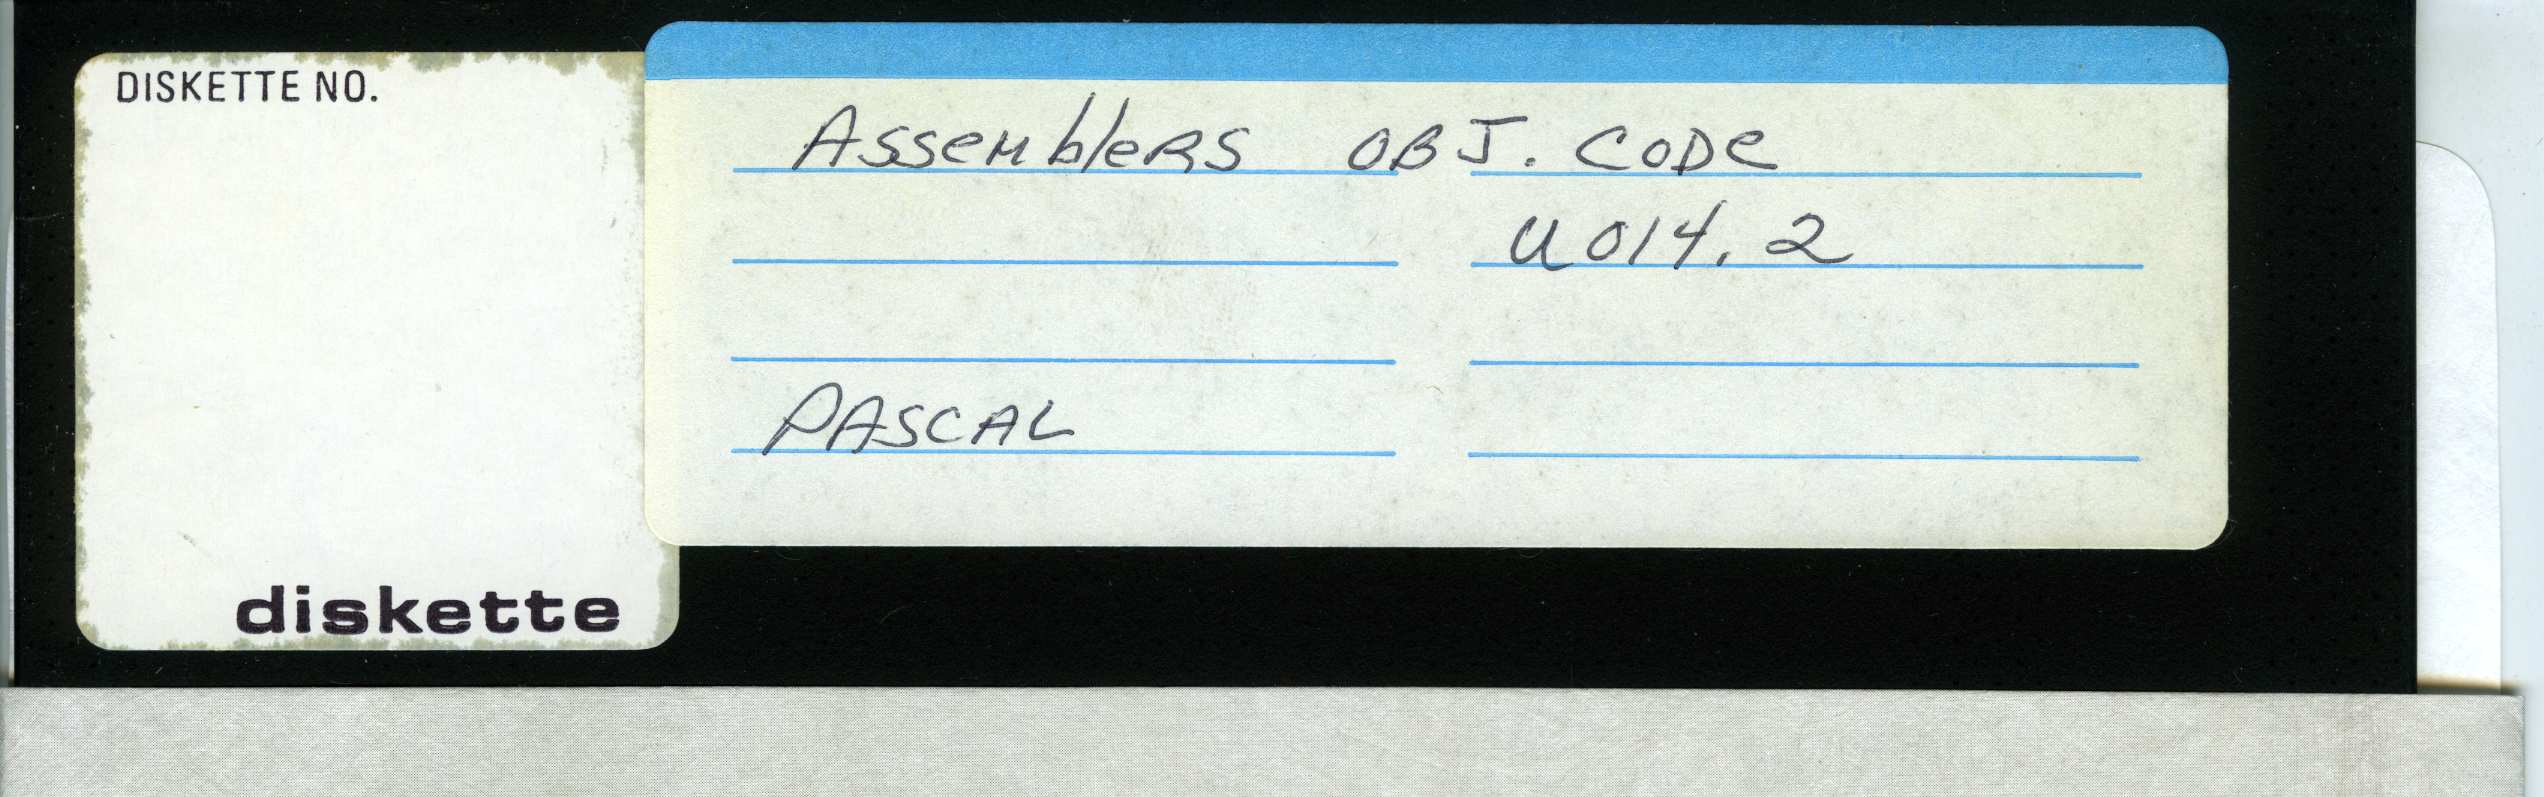 DISKETTE NO.
diskette
Assemblers OBJ. CODe
U014.2
PASCAL